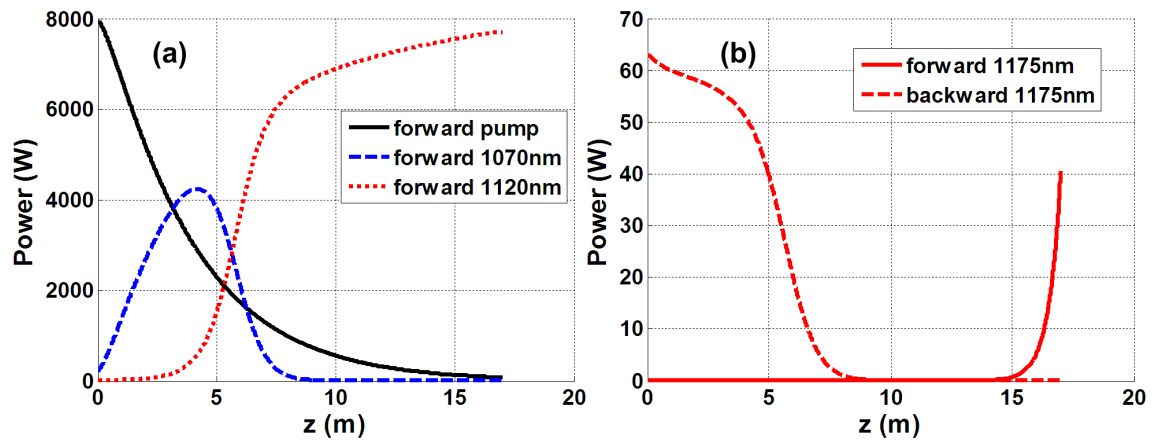 (a)
Power (W)
8000
6000
4000
2000
0
forward pump
forward 1070nm
forward 1120nm
0
5
10
15
20
z (m)
(b)
Power (W)
70
60
50
40
30
20
10
0
forward 1175nm
backward 1175nm
0
5
10
15
20
z (m)